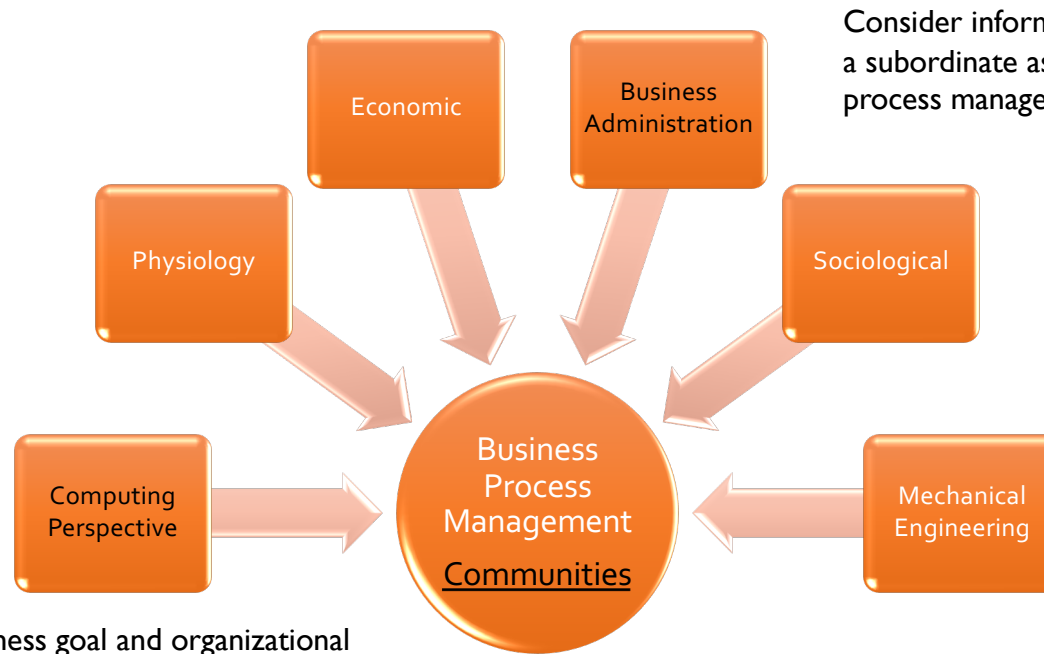 Consider inform
a subordinate as
process manage
Economic
Business
Administration
Physiology
Sociological
Computing
Perspective
Business
Process
Management
Communities
Mechanical
Engineering
ness goal and organizational